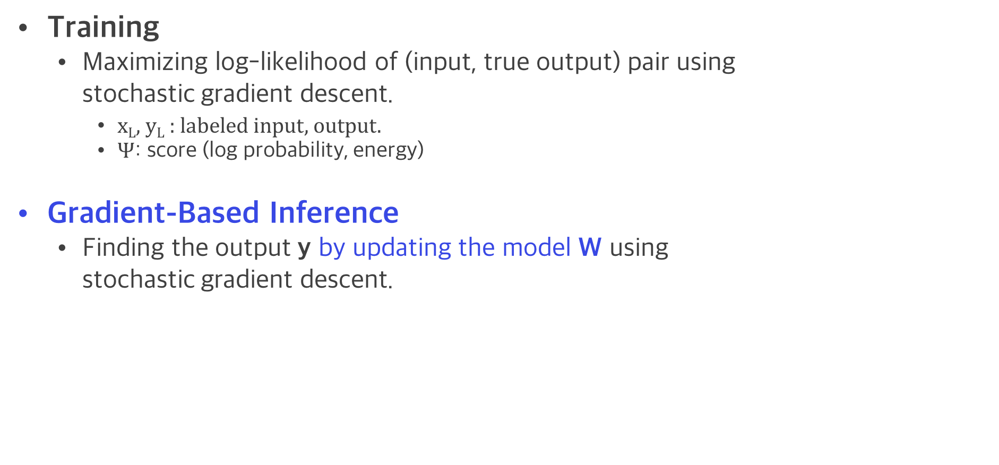 • Training
• Maximizing log-likelihood of (input, true output) pair using
stochastic gradient descent.
• x_L, y_L : labeled input, output.
• Ψ: score (log probability, energy)
• Gradient-Based Inference
• Finding the output y by updating the model W using
stochastic gradient descent.